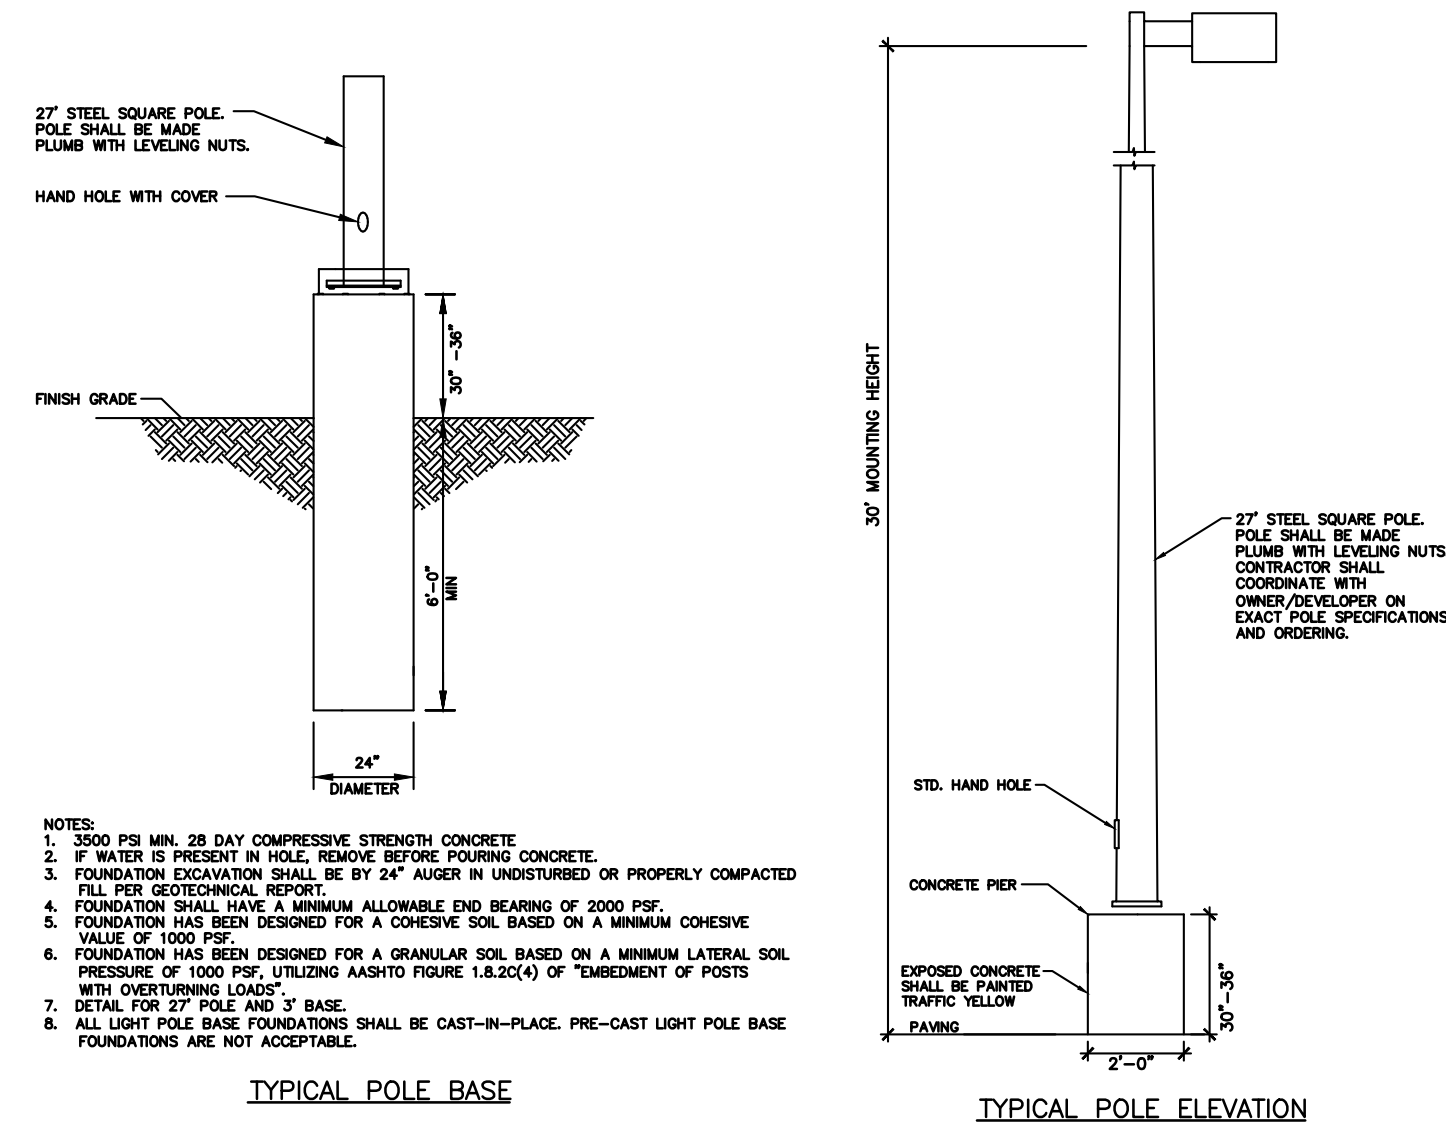 27' STEEL SQUARE POLE.
POLE SHALL BE MADE
PLUMB WITH LEVELING NUTS.
HAND HOLE WITH COVER
30" -36"
FINISH GRADE
6'-0"
MIN
24"
DIAMETER
NOTES:
1. 3500 PSI MIN. 28 DAY COMPRESSIVE STRENGTH CONCRETE
2. IF WATER IS PRESENT IN HOLE, REMOVE BEFORE POURING CONCRETE.
3. FOUNDATION EXCAVATION SHALL BE BY 24" AUGER IN UNDISTURBED OR PROPERLY COMPACTED
FILL PER GEOTECHNICAL REPORT.
4. FOUNDATION SHALL HAVE A MINIMUM ALLOWABLE END BEARING OF 2000 PSF.
5. FOUNDATION HAS BEEN DESIGNED FOR A COHESIVE SOIL BASED ON A MINIMUM COHESIVE
VALUE OF 1000 PSF.
6. FOUNDATION HAS BEEN DESIGNED FOR A GRANULAR SOIL BASED ON A MINIMUM LATERAL SOIL
PRESSURE OF 1000 PSF, UTILIZING AASHTO FIGURE 1.8.2C(4) OF "EMBEDMENT OF POSTS
WITH OVERTURNING LOADS".
7. DETAIL FOR 27' POLE AND 3' BASE.
8. ALL LIGHT POLE BASE FOUNDATIONS SHALL BE CAST-IN-PLACE. PRE-CAST LIGHT POLE BASE
FOUNDATIONS ARE NOT ACCEPTABLE.
TYPICAL POLE BASE
30' MOUNTING HEIGHT
27' STEEL SQUARE POLE.
POLE SHALL BE MADE
PLUMB WITH LEVELING NUTS
CONTRACTOR SHALL
COORDINATE WITH
OWNER/DEVELOPER ON
EXACT POLE SPECIFICATIONS
AND ORDERING.
STD. HAND HOLE
CONCRETE PIER
EXPOSED CONCRETE
SHALL BE PAINTED
TRAFFIC YELLOW
PAVING
30"-36"
2'-0"
TYPICAL POLE ELEVATION